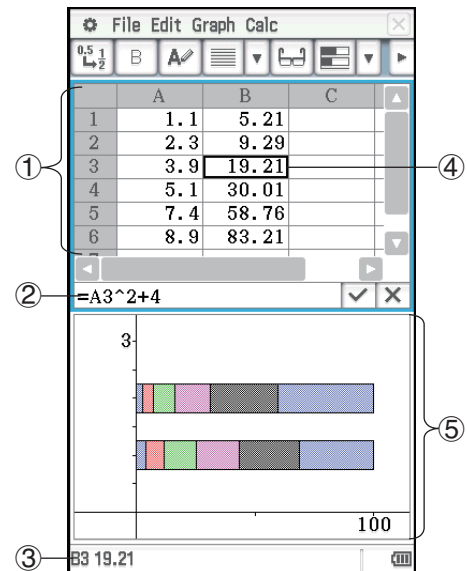 File Edit Graph Calc
0.5 1 2 B A
A B C
1 1.1 5.21
2 2.3 9.29
① 3 3.9 19.21 ④
4 5.1 30.01
5 7.4 58.76
6 8.9 83.21
② =A3^2+4
3
⑤
100
③ B3 19.21